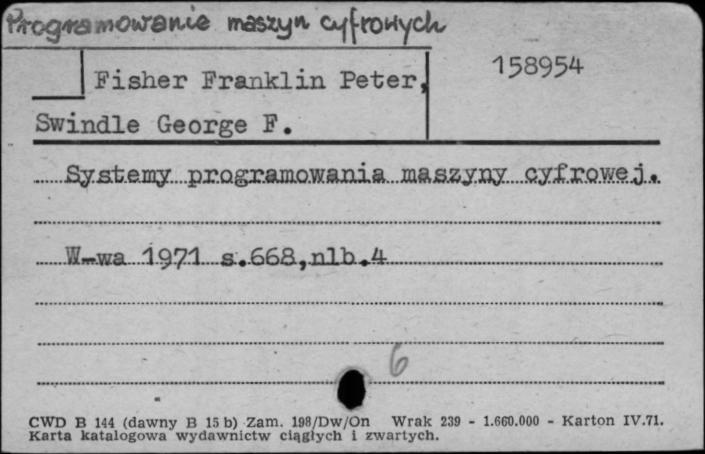 Programowanie maszyn cyfrowych
Fisher Franklin Peter,
158954
Swindle George F.
Systemy programowania maszyny cyfrowej.
W-wa 1971 s.668,nlb.4
6
CWD B 144 (dawny B 15 b) Zam. 198/Dw/On Wrak 239 - 1.660.000 - Karton IV.71.
Karta katalogowa wydawnictw ciągłych i zwartych.